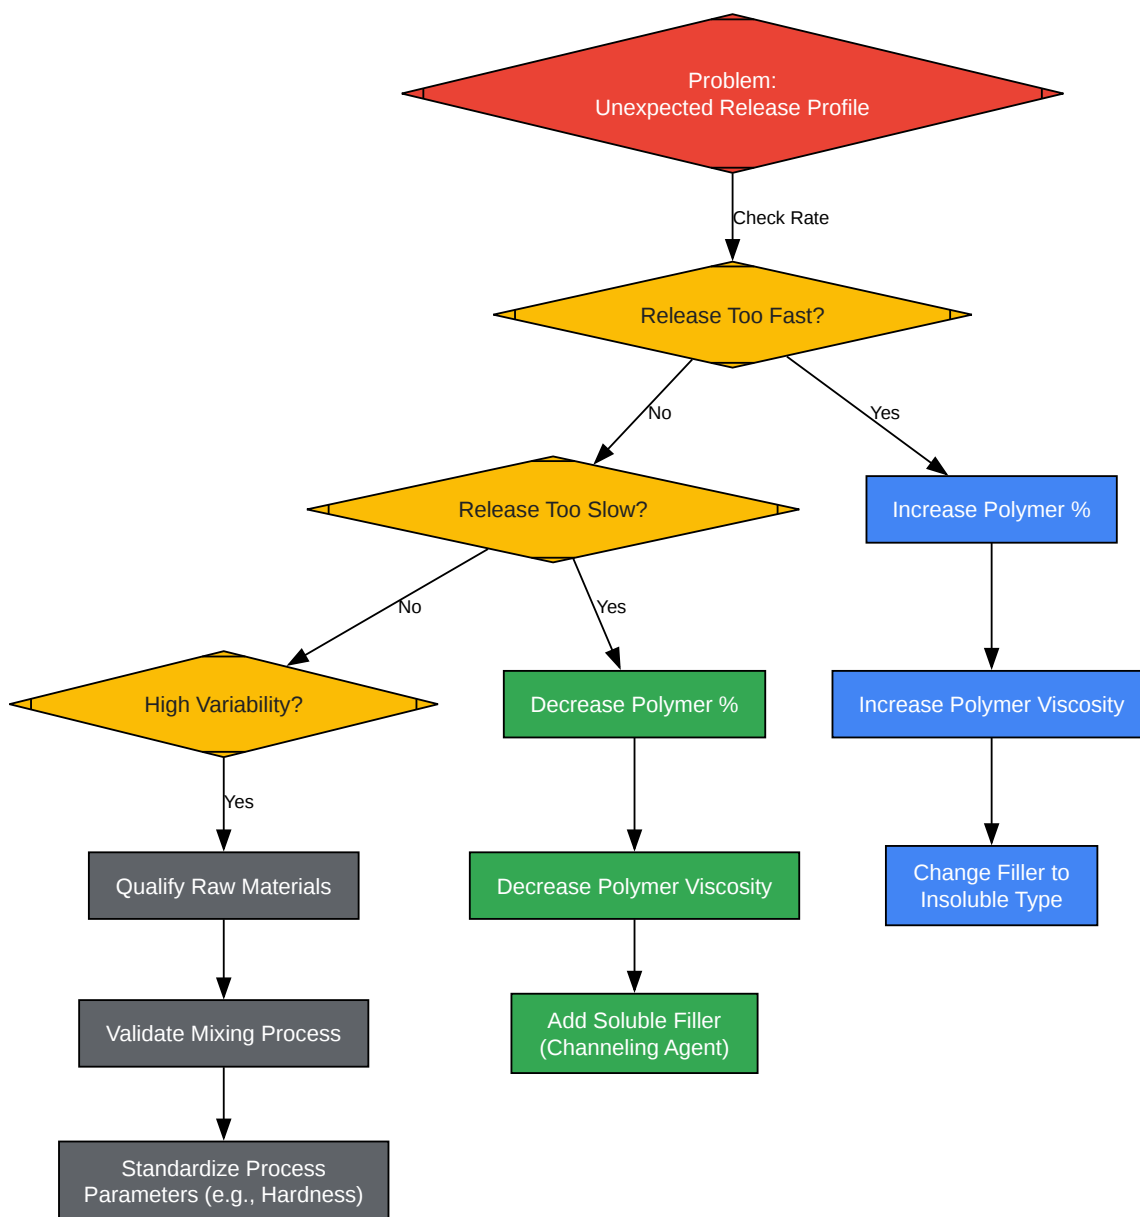 Problem:
Unexpected Release Profile
Check Rate
Release Too Fast?
No
Yes
Release Too Slow?
Increase Polymer %
No
Yes
High Variability?
Decrease Polymer %
Increase Polymer Viscosity
Yes
Qualify Raw Materials
Decrease Polymer Viscosity
Change Filler to
Insoluble Type
Validate Mixing Process
Add Soluble Filler
(Channeling Agent)
Standardize Process
Parameters (e.g., Hardness)